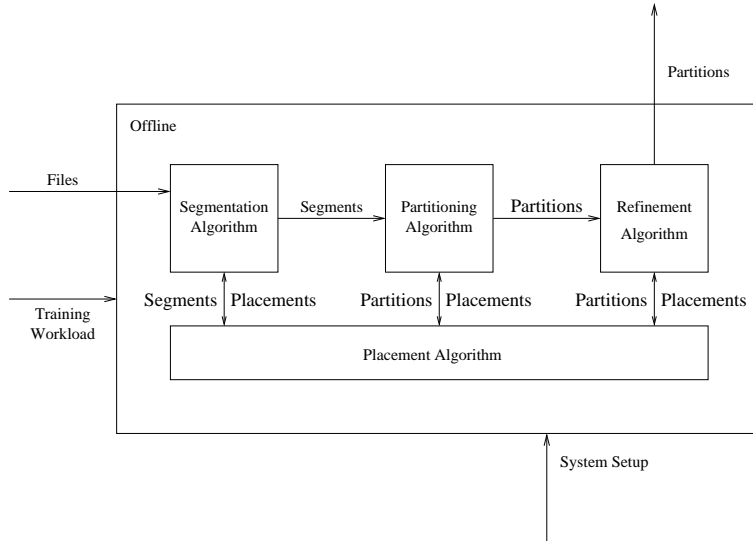 Partitions
Offline
Files
Segmentation
Algorithm
Segments
Partitioning
Algorithm
Partitions
Refinement
Algorithm
Segments Placements
Partitions Placements
Partitions Placements
Training
Workload
Placement Algorithm
System Setup